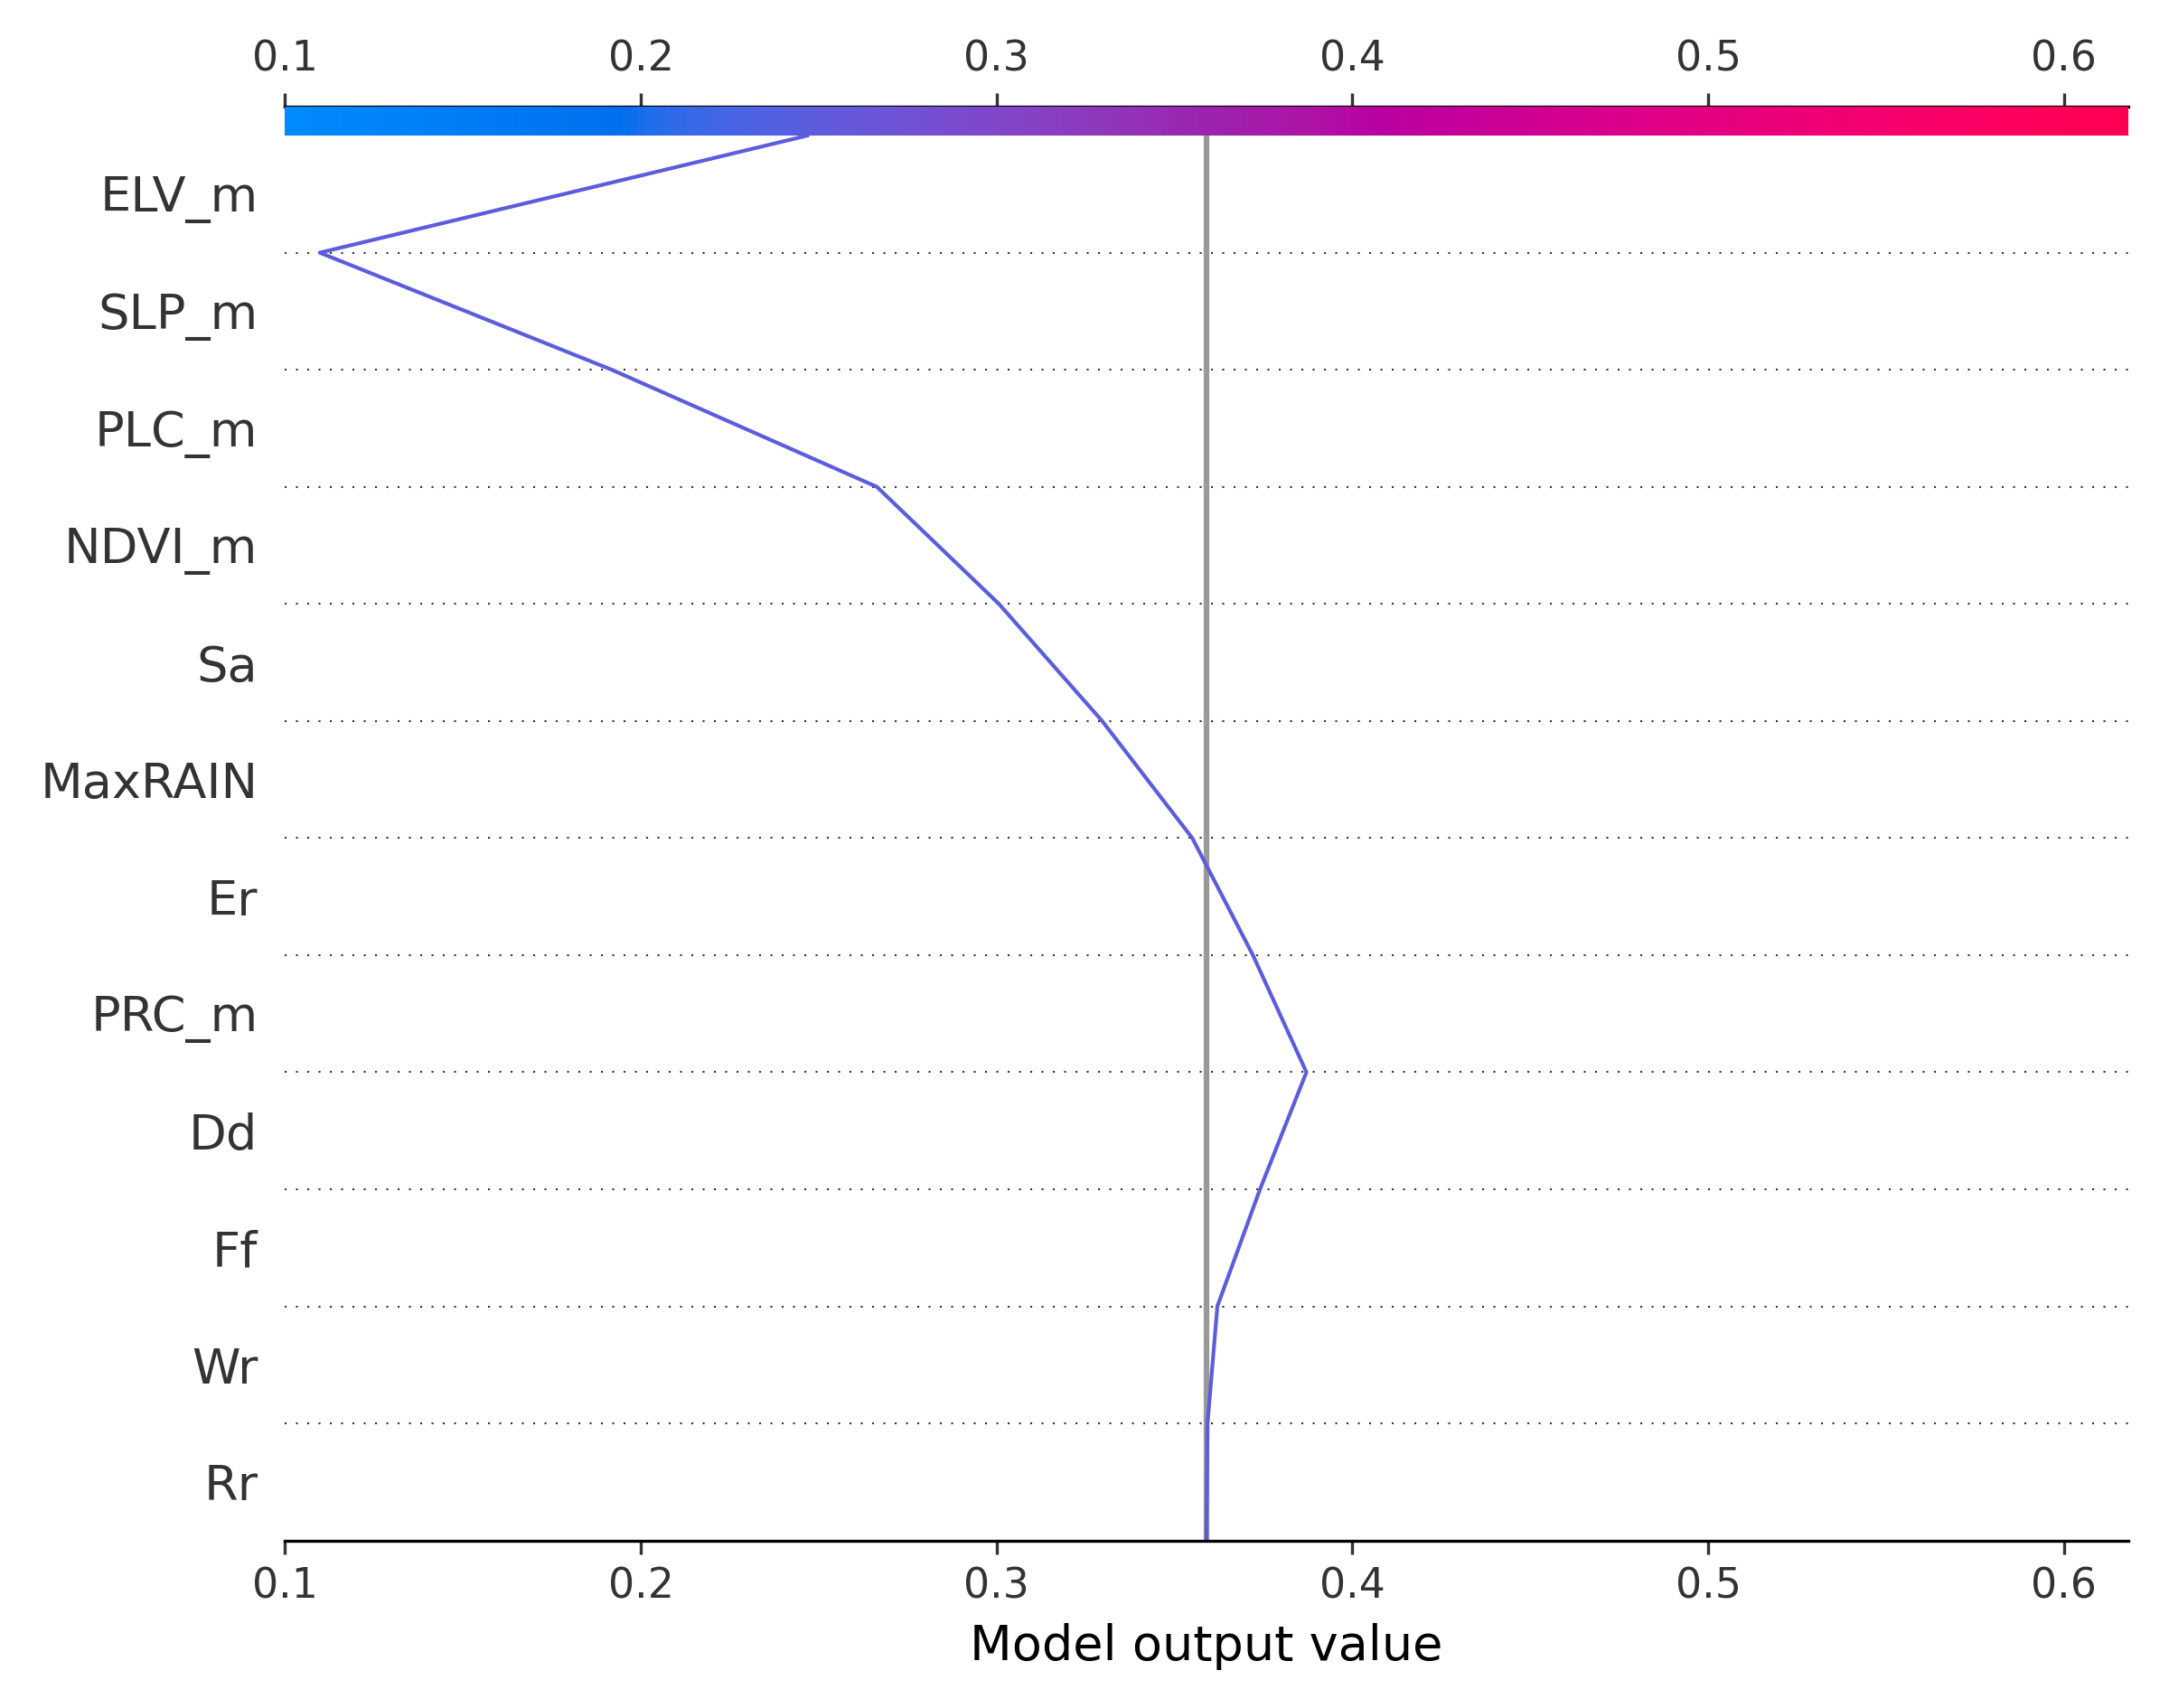 0.1 0.2 0.3 0.4 0.5 0.6
ELV_m
SLP_m
PLC_m
NDVI_m
Sa
MaxRAIN
Er
PRC_m
Dd
Ff
Wr
Rr
0.1 0.2 0.3 0.4 0.5 0.6
Model output value